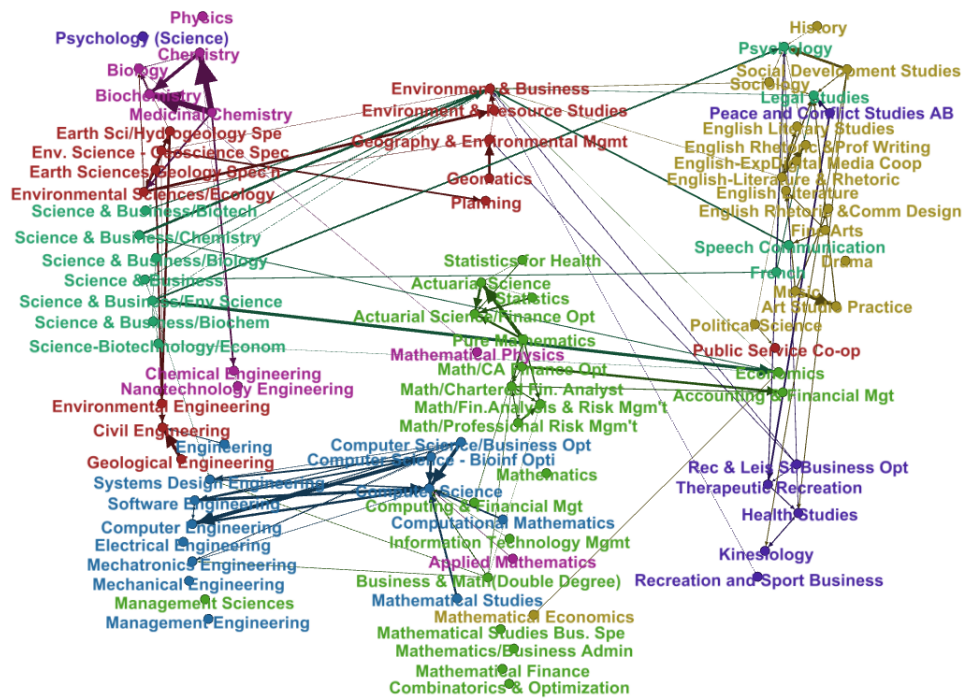 Physics
Psychology (Science)
Chemistry
Biology
Biochemistry
Medicinal Chemistry
Earth Sci/Hydrogeology Spe
Env. Science - Geoscience Spec
Earth Sciences/Geology Spec'n
Environmental Sciences/Ecology
Science & Business/Biotech
Science & Business/Chemistry
Science & Business/Biology
Science & Business
Science & Business/Env Science
Science & Business/Biochem
Science-Biotechnology/Econom
Chemical Engineering
Nanotechnology Engineering
Environmental Engineering
Civil Engineering
Engineering
Geological Engineering
Systems Design Engineering
Software Engineering
Computer Engineering
Electrical Engineering
Mechatronics Engineering
Mechanical Engineering
Management Sciences
Management Engineering
Environment & Business
Environment & Resource Studies
Geography & Environmental Mgmt
Geomatics
Planning
Statistics for Health
Actuarial Science
Statistics
Actuarial Science/Finance Opt
Pure Mathematics
Mathematical Physics
Math/CA Finance Opt
Math/Chartered Fin. Analyst
Math/Fin.Analysis & Risk Mgm't
Math/Professional Risk Mgm't
Computer Science/Business Opt
Computer Science - Bioinf Opti
Mathematics
Computer Science
Computing & Financial Mgt
Computational Mathematics
Information Technology Mgmt
Applied Mathematics
Business & Math(Double Degree)
Mathematical Studies
Mathematical Economics
Mathematical Studies Bus. Spe
Mathematics/Business Admin
Mathematical Finance
Combinatorics & Optimization
History
Psychology
Social Development Studies
Sociology
Legal Studies
Peace and Conflict Studies AB
English Literary Studies
English Rhetoric & Prof Writing
English-ExpDigital Media Coop
English-Literature & Rhetoric
English Literature
English Rhetoric &Comm Design
Fine Arts
Speech Communication
Drama
French
Music
Art Studio Practice
Political Science
Public Service Co-op
Economics
Accounting & Financial Mgt
Rec & Leis St Business Opt
Therapeutic Recreation
Health Studies
Kinesiology
Recreation and Sport Business